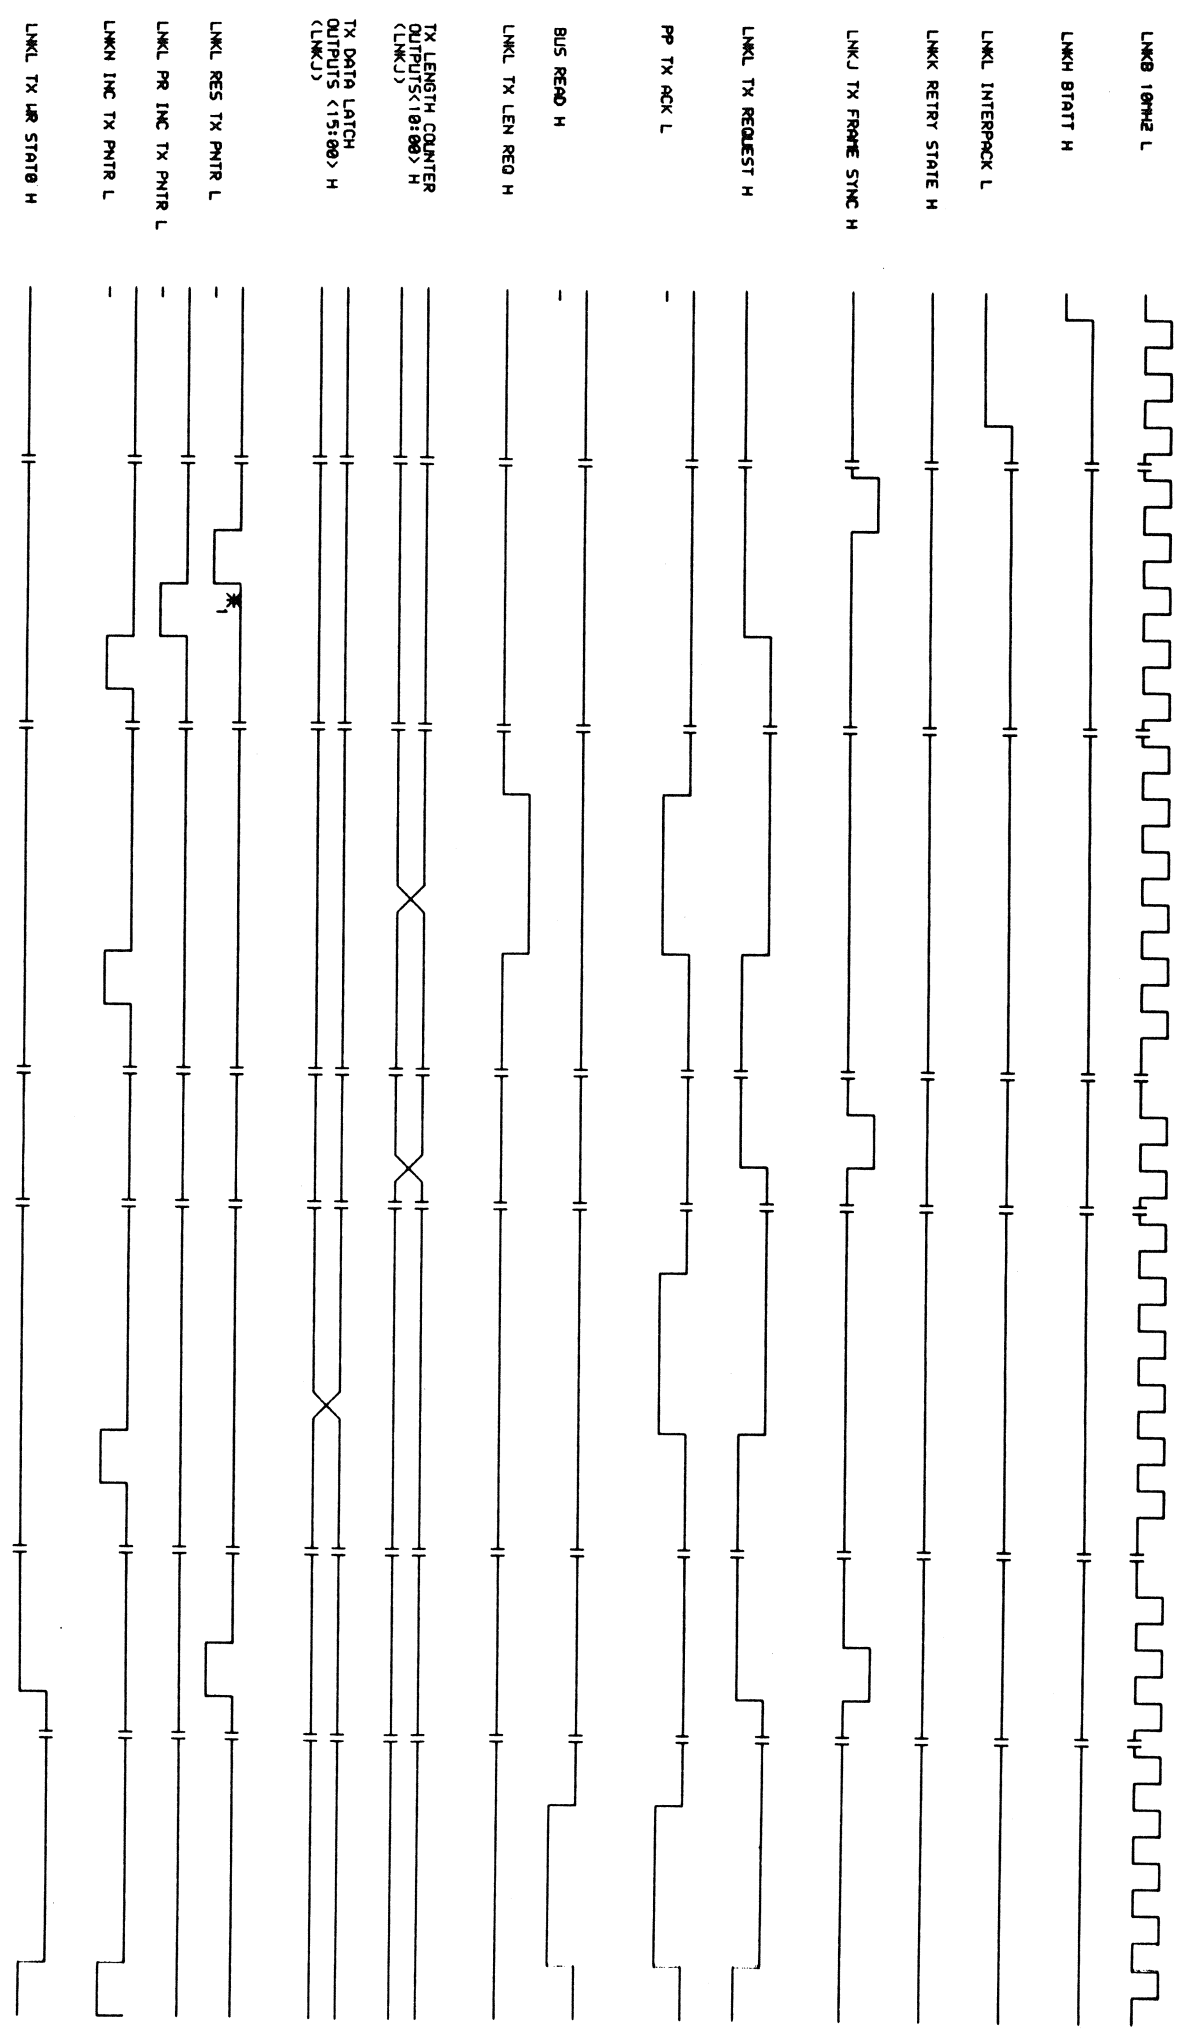 LNKB 10MHZ L
LNKH BTATT H
LNKL INTERPACK L
LNKK RETRY STATE H
LNKJ TX FRAME SYNC H
LNKL TX REQUEST H
PP TX ACK L
BUS READ H
LNKL TX LEN REQ H
TX LENGTH COUNTER
OUTPUTS<10:00> H
(LNKJ)
TX DATA LATCH
OUTPUTS <15:00> H
(LNKJ)
LNKL RES TX PNTR L
*1
LNKL PR INC TX PNTR L
LNKN INC TX PNTR L
LNKL TX WR STAT0 H